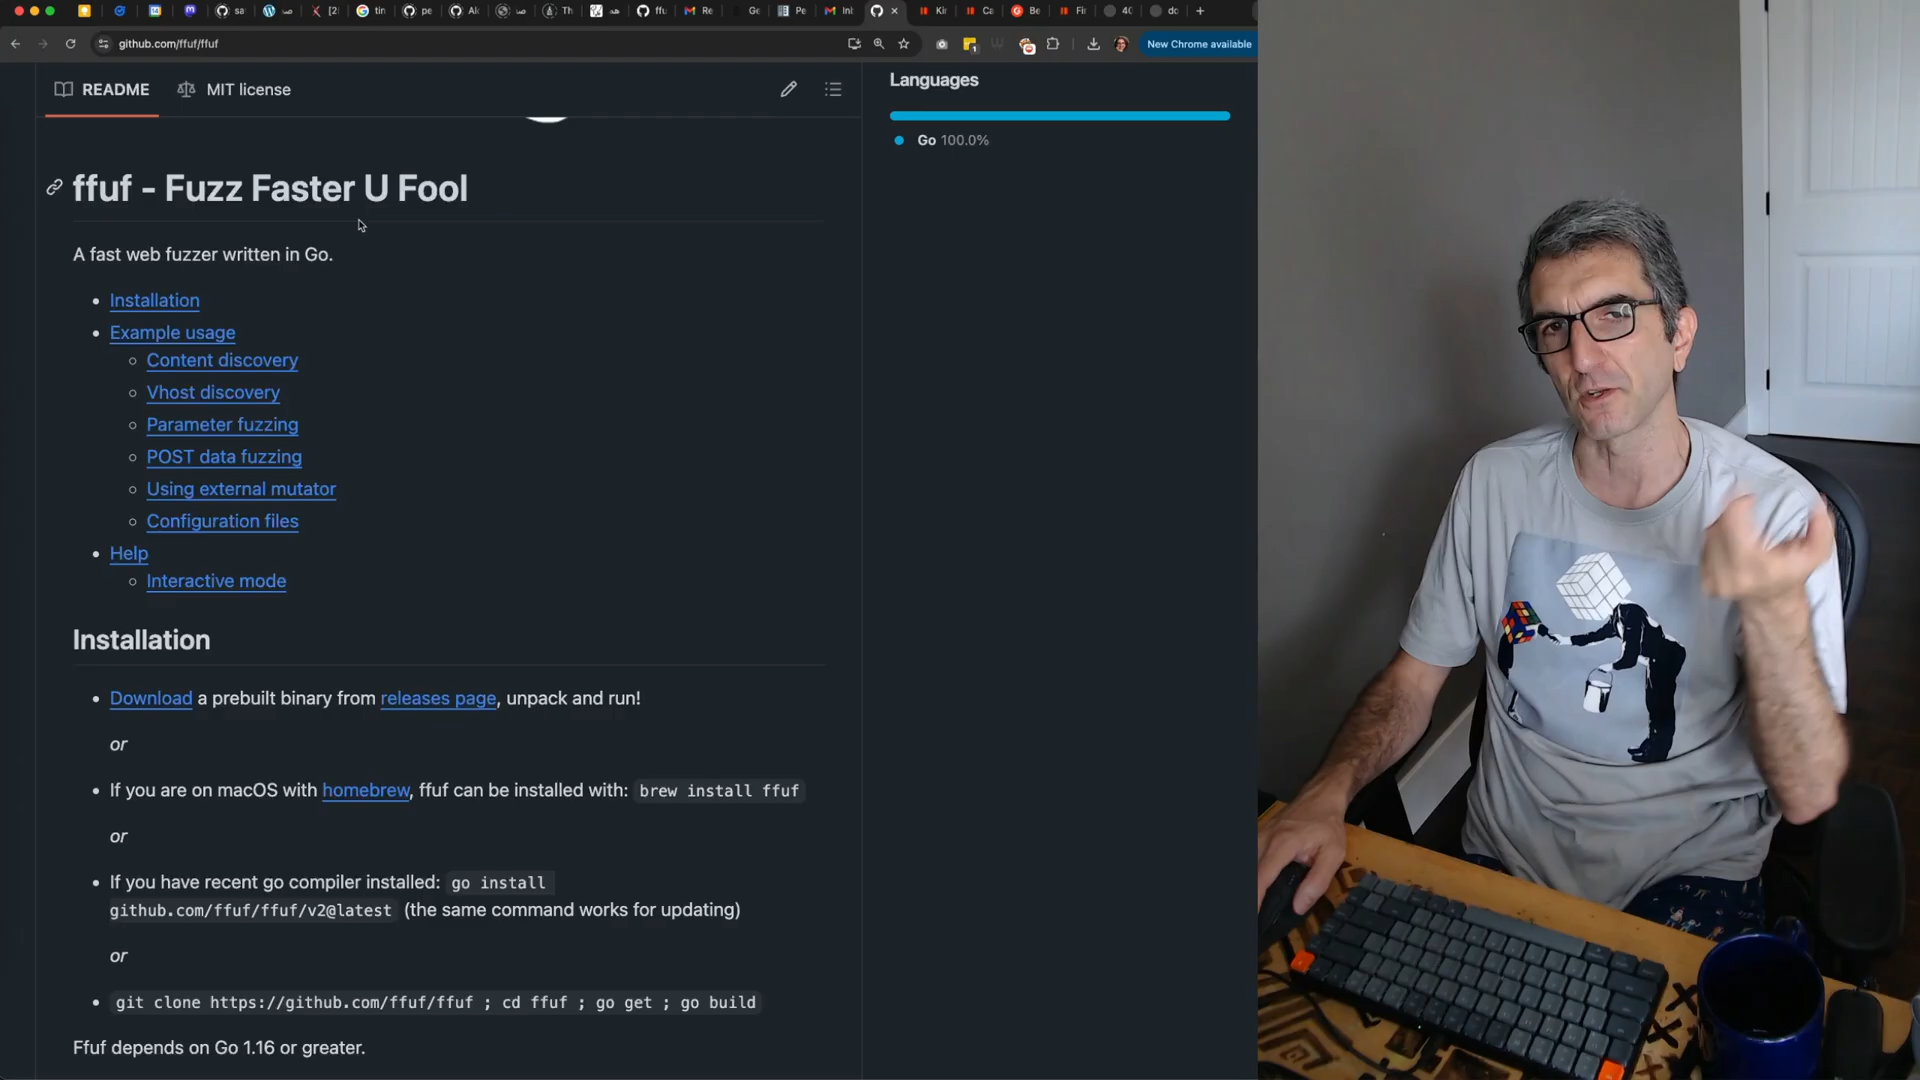 github.com/ffuf/ffuf
New Chrome available
README
MIT license
Languages
Go 100.0%
ffuf - Fuzz Faster U Fool
A fast web fuzzer written in Go.
Installation
Example usage
Content discovery
Vhost discovery
Parameter fuzzing
POST data fuzzing
Using external mutator
Configuration files
Help
Interactive mode
Installation
Download a prebuilt binary from releases page, unpack and run!
or
If you are on macOS with homebrew, ffuf can be installed with: brew install ffuf
or
If you have recent go compiler installed: go install
github.com/ffuf/ffuf/v2@latest (the same command works for updating)
or
git clone https://github.com/ffuf/ffuf ; cd ffuf ; go get ; go build
Ffuf depends on Go 1.16 or greater.